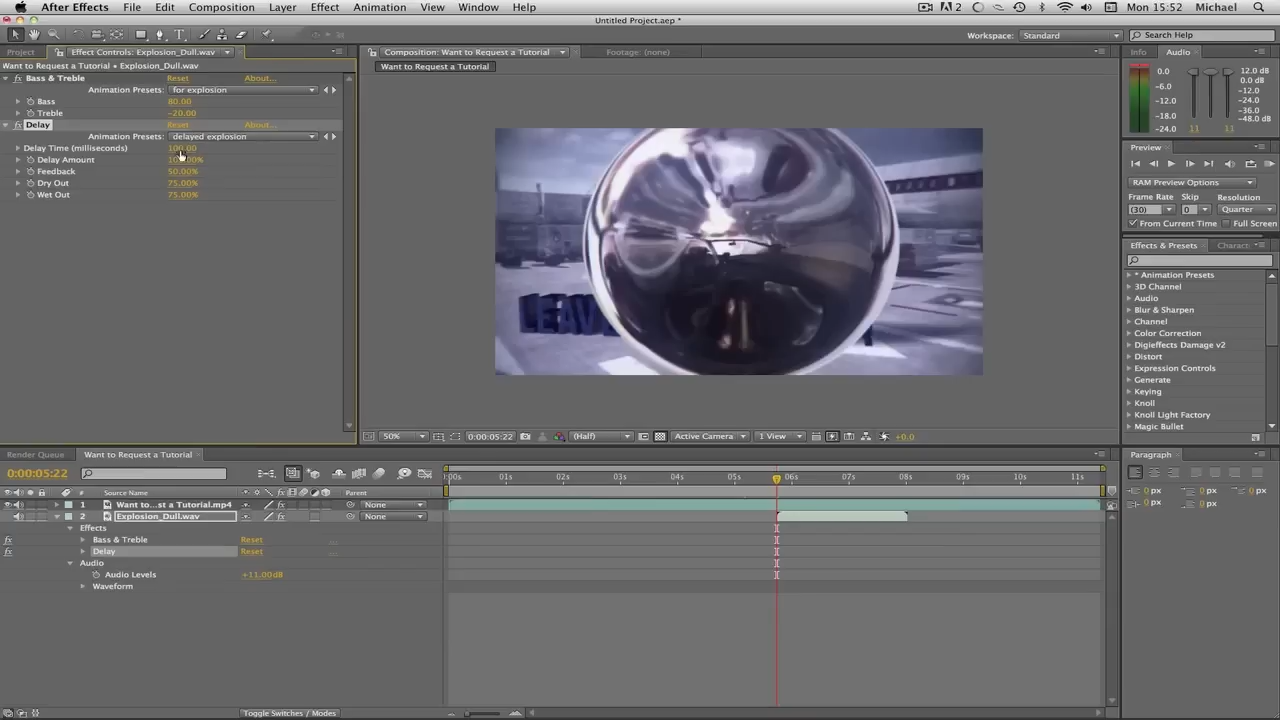 After Effects File Edit Composition Layer Effect Animation View Window Help 2 Mon 15:52 Michael
Untitled Project.aep *
Workspace: Standard Search Help
Project Effect Controls: Explosion_Dull.wav Composition: Want to Request a Tutorial Footage: (none) Info Audio
Want to Request a Tutorial • Explosion_Dull.wav Want to Request a Tutorial
Bass & Treble Reset About...
Animation Presets: for explosion
Bass 80.00
Treble -20.00
Delay Reset About...
Animation Presets: delayed explosion
Delay Time (milliseconds) 100.00
Delay Amount
Feedback 50.00%
Dry Out 75.00%
Wet Out 75.00%
LEAV
0.0 12.0 dB
-6.0 0.0 dB
-12.0 -12.0
-18.0 -36.0
-24.0 -48.0 dB
Preview
RAM Preview Options
Frame Rate Skip Resolution
(30) 0 Quarter
From Current Time Full Screen
Effects & Presets Charact
* Animation Presets
3D Channel
Audio
Blur & Sharpen
Channel
Color Correction
Digieffects Damage v2
Distort
Expression Controls
Generate
Keying
Knoll
Knoll Light Factory
Magic Bullet
50% 0:00:05:22 (Half) Active Camera 1 View +0.0
Render Queue Want to Request a Tutorial
0:00:05:22
# Source Name Parent
:00s 01s 02s 03s 04s 05s 06s 07s 08s 09s 10s 11s
1 Want to...st a Tutorial.mp4 None
2 Explosion_Dull.wav None
Effects
Bass & Treble Reset
Delay Reset
Audio
Audio Levels +11.00dB
Waveform
Toggle Switches / Modes
Paragraph
0 px 0 px 0 px
0 px 0 px